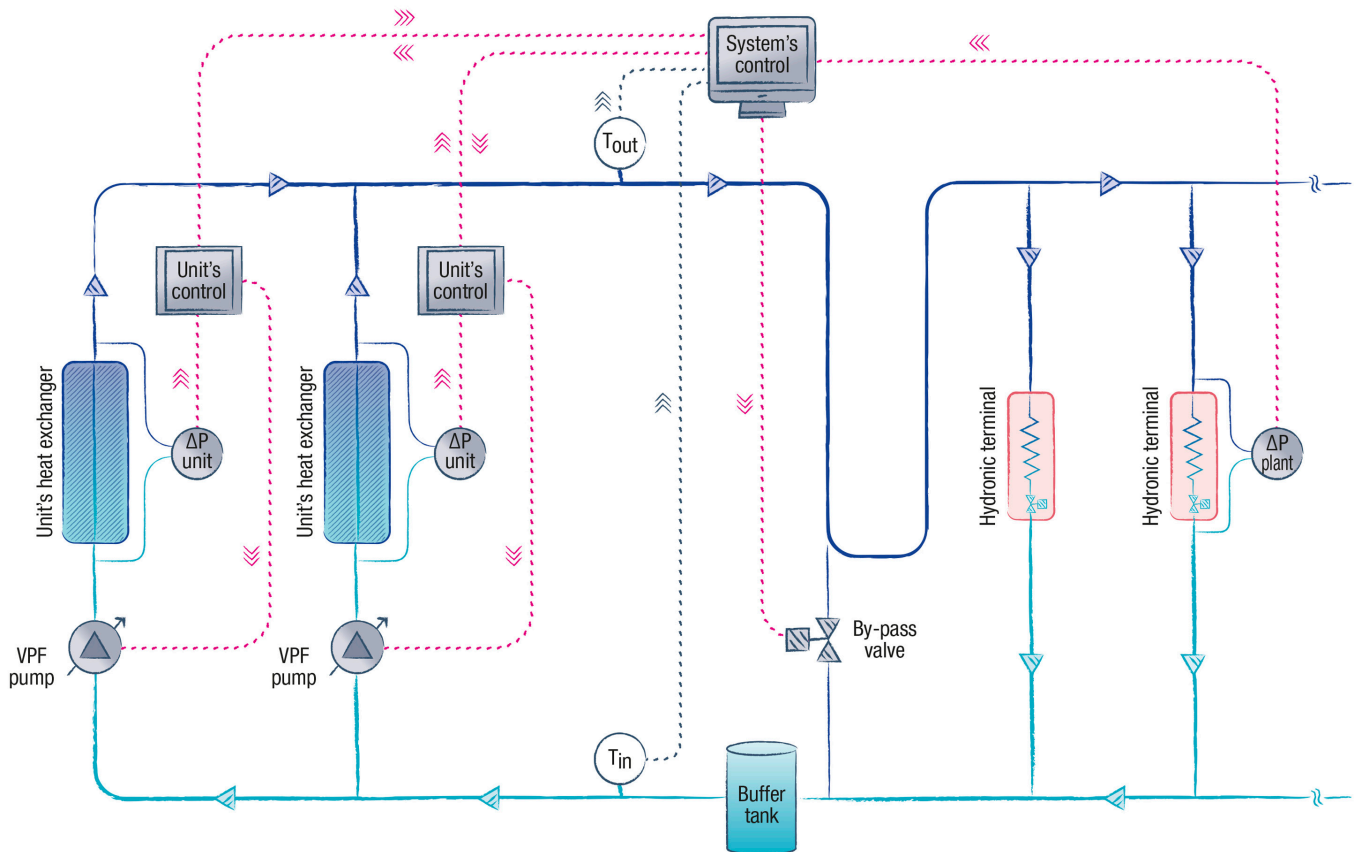 System's
control
Tout
Unit's
control
Unit's
control
Unit's heat exchanger
ΔP
unit
Unit's heat exchanger
ΔP
unit
Hydronic terminal
Hydronic terminal
ΔP
plant
VPF
pump
VPF
pump
By-pass
valve
Tin
Buffer
tank